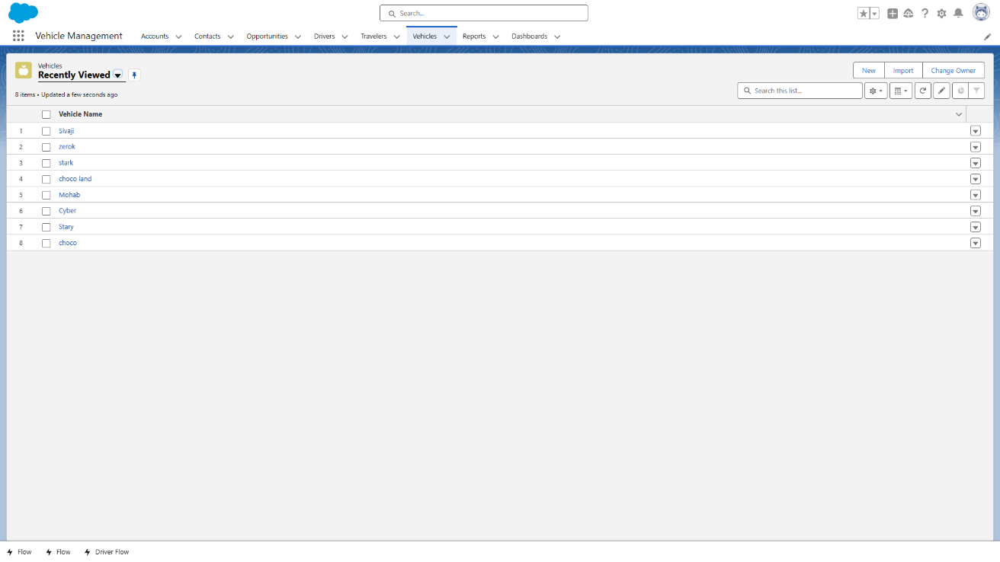 Search...
Vehicle Management
Accounts
Contacts
Opportunities
Drivers
Travelers
Vehicles
Reports
Dashboards
Vehicles
Recently Viewed
New
Import
Change Owner
8 items • Updated a few seconds ago
Search this list...
Vehicle Name
1 Sivaji
2 zerok
3 stark
4 choco land
5 Mohab
6 Cyber
7 Stary
8 choco
Flow
Flow
Driver Flow